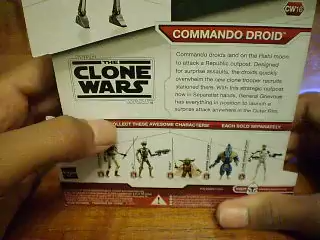 CW16
COMMANDO DROID™
STAR
THE
CLONE
WARS
Commando droids land on the Rishi moon
to attack a Republic outpost. Designed
for surprise assaults, the droids quickly
overwhelm the new clone trooper recruits
stationed there. With this strategic outpost
now in Separatist hands, General Grievous
has everything in position to launch a
surprise attack anywhere in the Outer Rim.
COLLECT THESE AWESOME CHARACTERS!
EACH SOLD SEPARATELY.
Hasbro